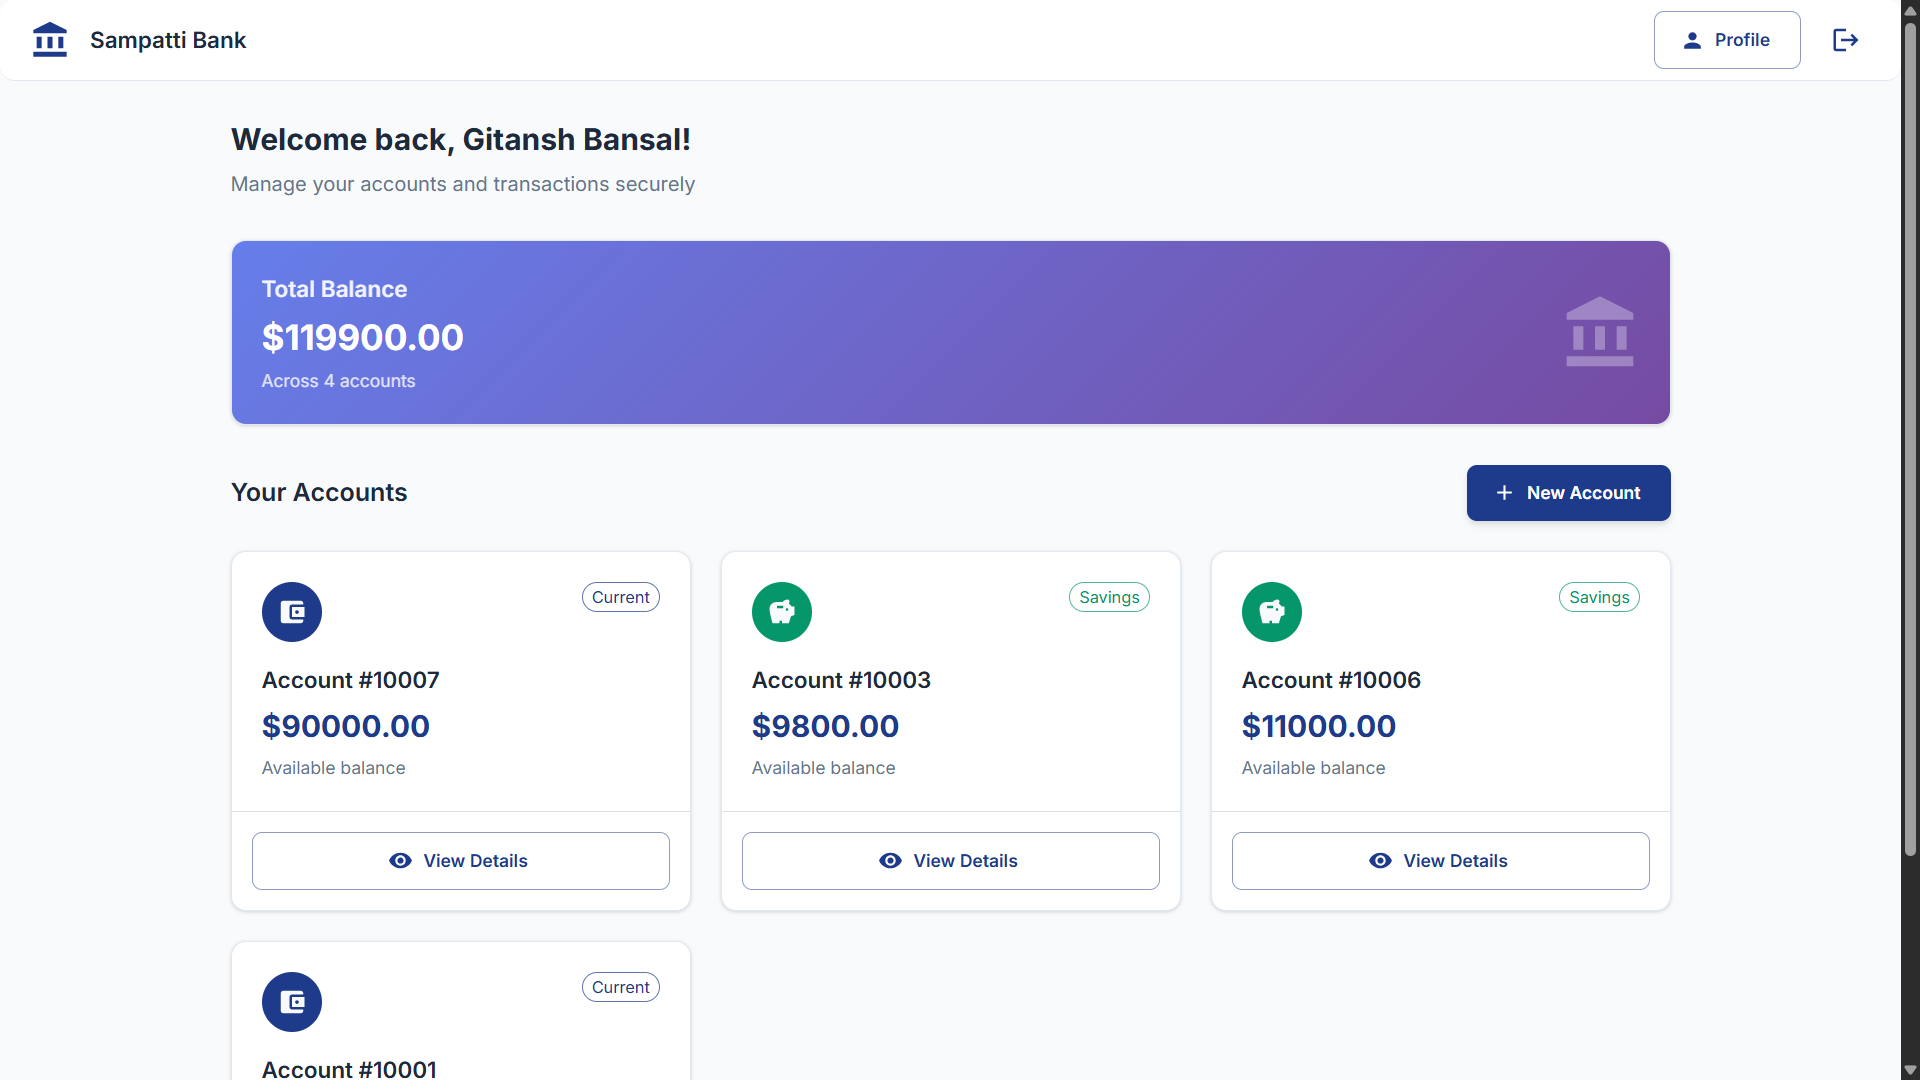 Sampatti Bank
Profile
Welcome back, Gitansh Bansal!
Manage your accounts and transactions securely
Total Balance
$119900.00
Across 4 accounts
Your Accounts
New Account
Current
Account #10007
$90000.00
Available balance
View Details
Savings
Account #10003
$9800.00
Available balance
View Details
Savings
Account #10006
$11000.00
Available balance
View Details
Current
Account #10001